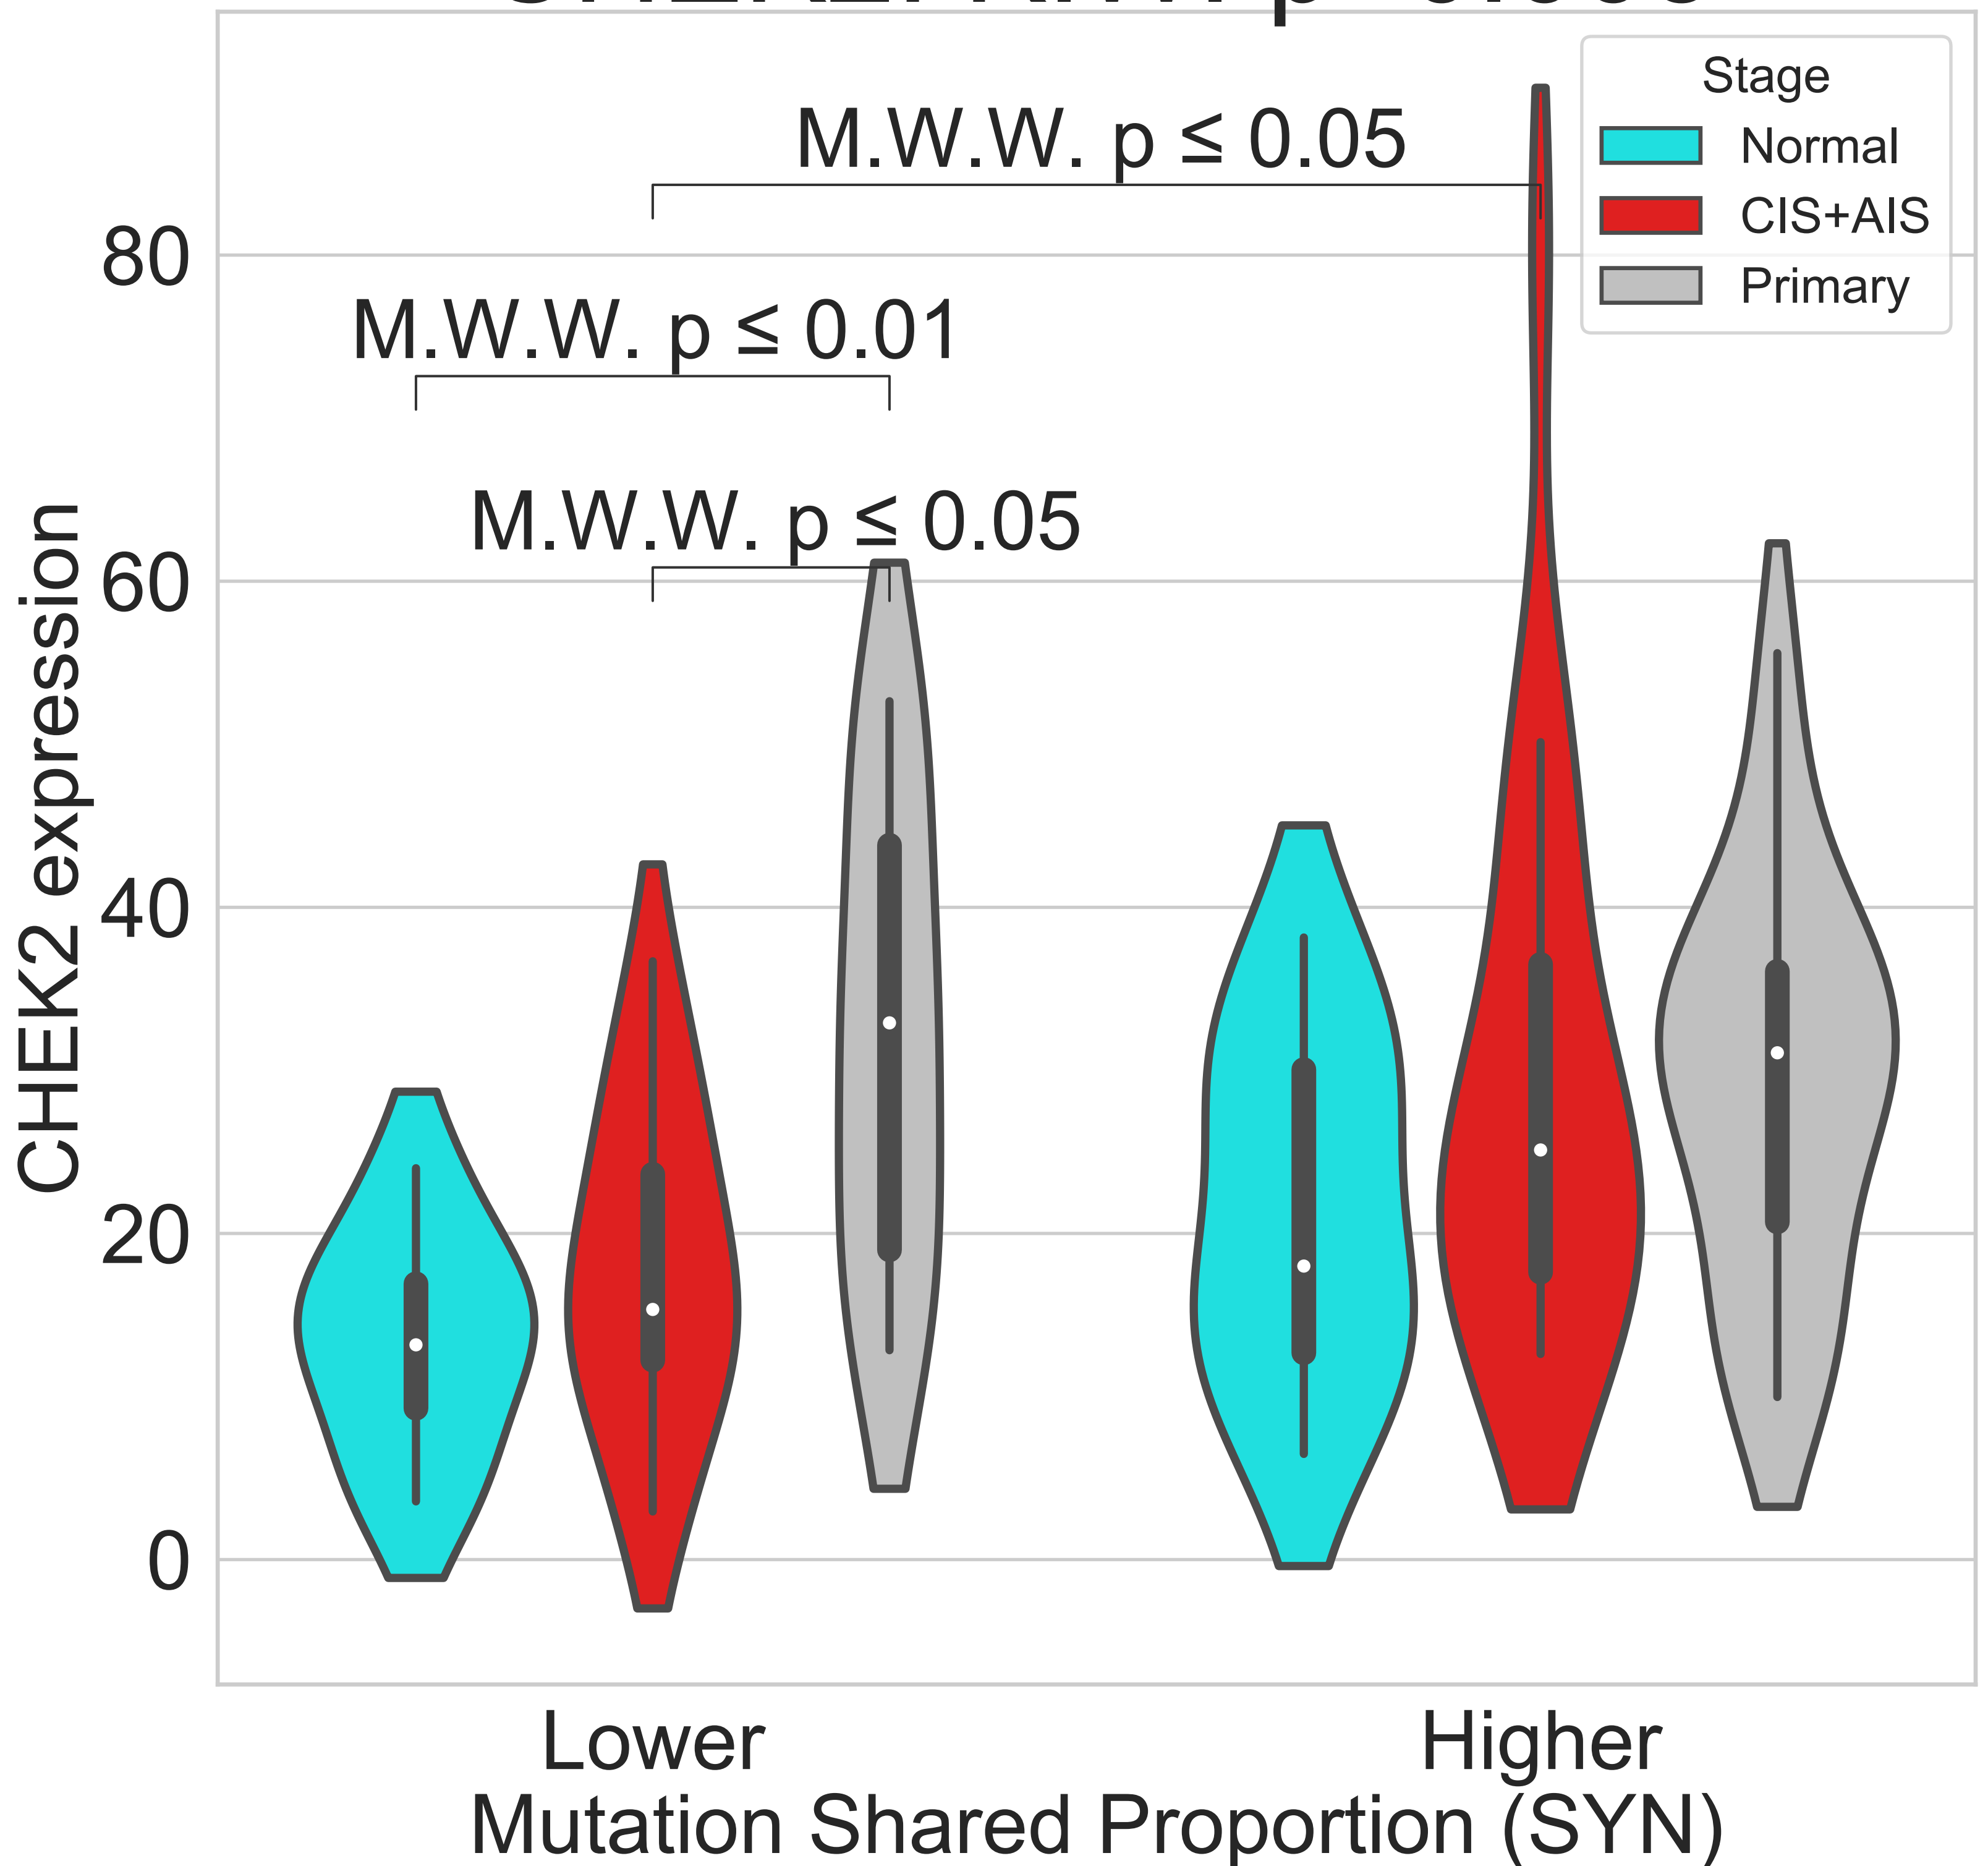 Stage
Normal
CIS+AIS
Primary
M.W.W. p ≤ 0.05
M.W.W. p ≤ 0.01
M.W.W. p ≤ 0.05
80
60
40
20
0
CHEK2 expression
Lower
Higher
Mutation Shared Proportion (SYN)